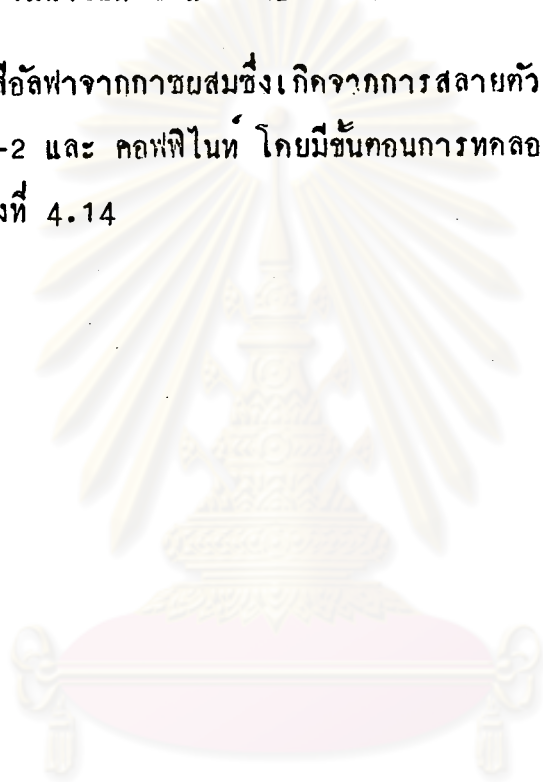 สีอัลฟาจากกาซผสมซึ่งเกิดจากการสลายตัว
-2 และ คอฟฟิไนท์ โดยมีขั้นตอนการทดลอ
งที่ 4.14